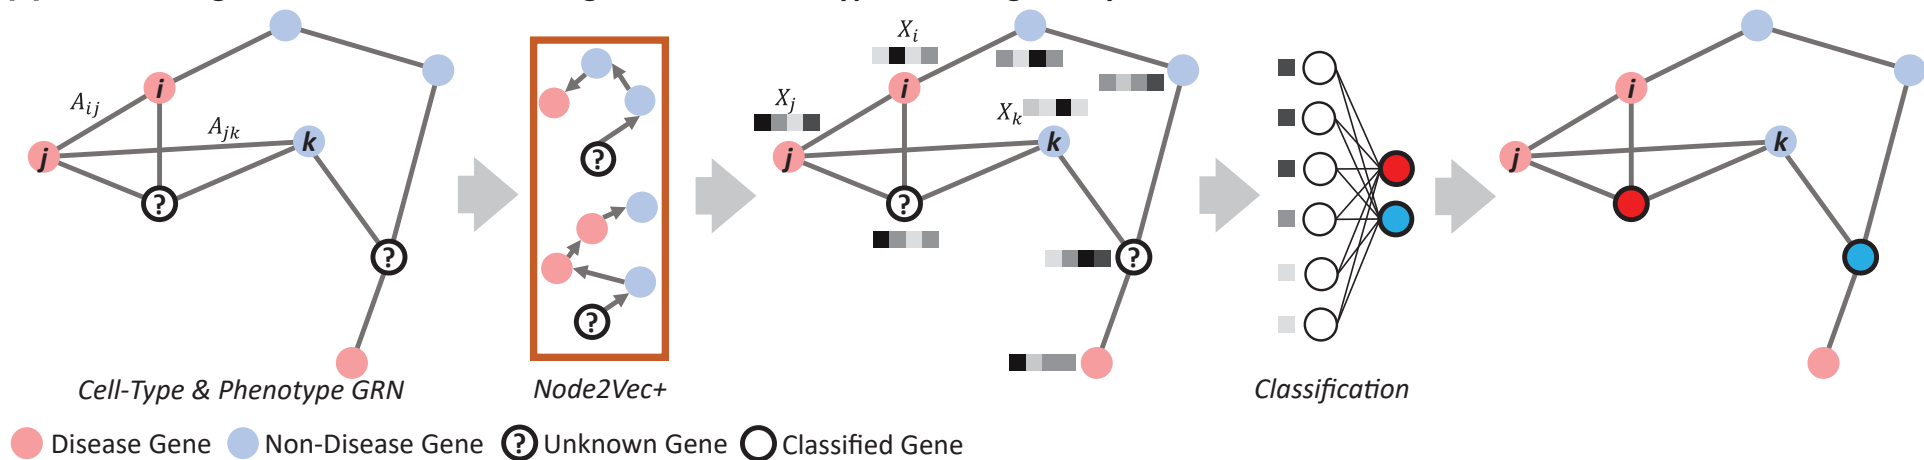 i
A_ij
A_jk
j
k
?
?
Cell-Type & Phenotype GRN
?
?
Node2Vec+
X_i
X_j
X_k
i
j
k
?
?
Classification
i
j
k
Disease Gene
Non-Disease Gene
? Unknown Gene
Classified Gene